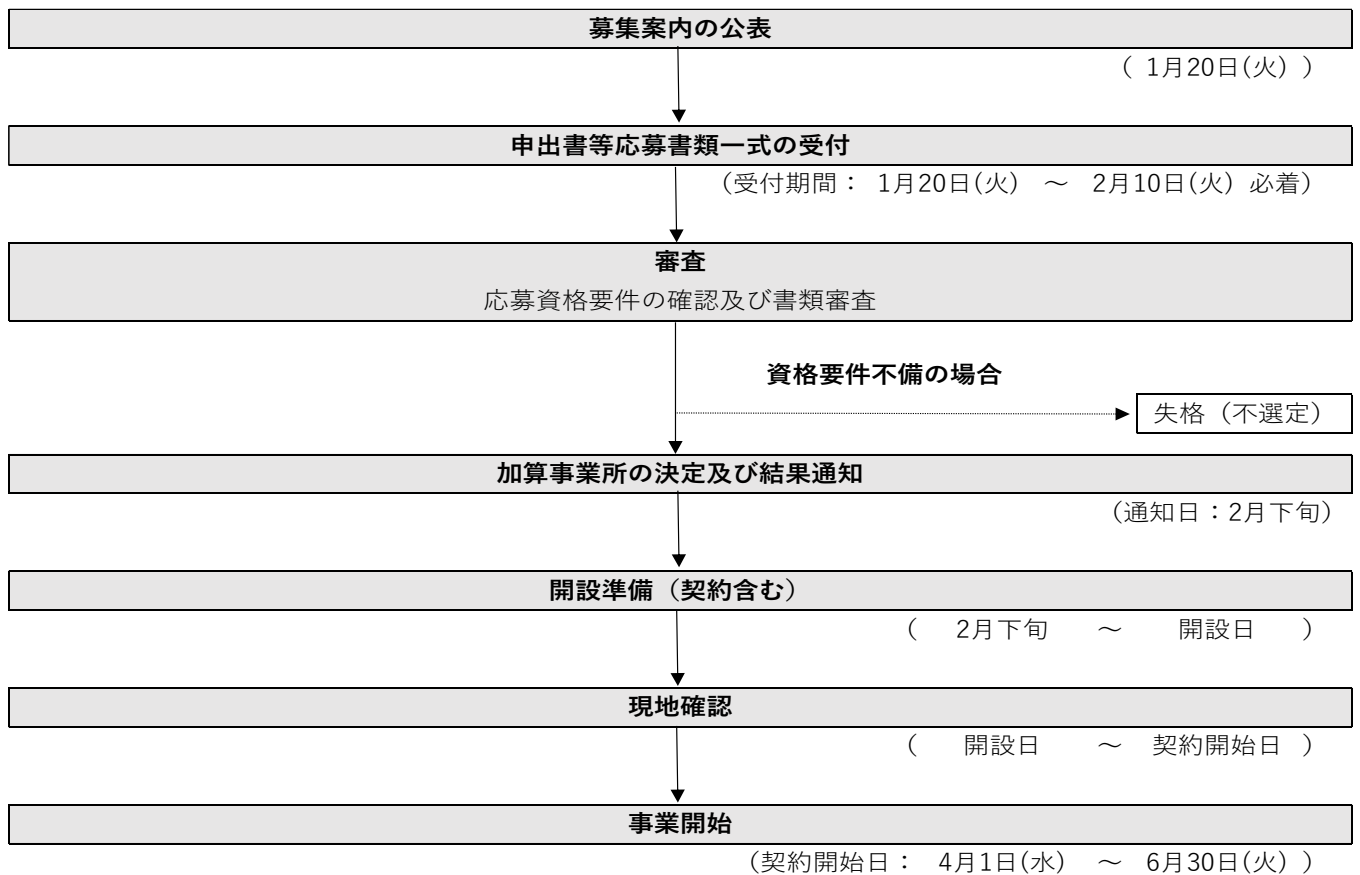 募集案内の公表
（ 1月20日(火) ）
申出書等応募書類一式の受付
（受付期間： 1月20日(火) ～ 2月10日(火) 必着）
審査
応募資格要件の確認及び書類審査
資格要件不備の場合
失格（不選定）
加算事業所の決定及び結果通知
（通知日：2月下旬）
開設準備（契約含む）
（ 2月下旬 ～ 開設日 ）
現地確認
（ 開設日 ～ 契約開始日 ）
事業開始
（契約開始日： 4月1日(水) ～ 6月30日(火) ）